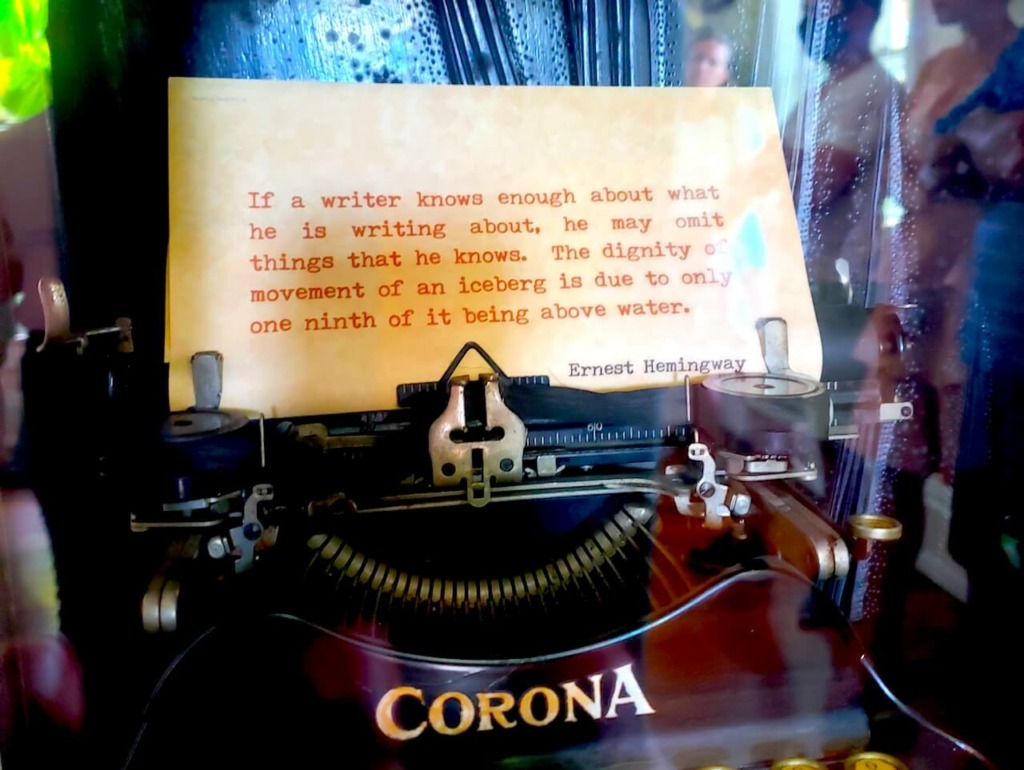 If a writer knows enough about what
he is writing about, he may omit
things that he knows. The dignity of
movement of an iceberg is due to only
one ninth of it being above water.
Ernest Hemingway
60
CORONA